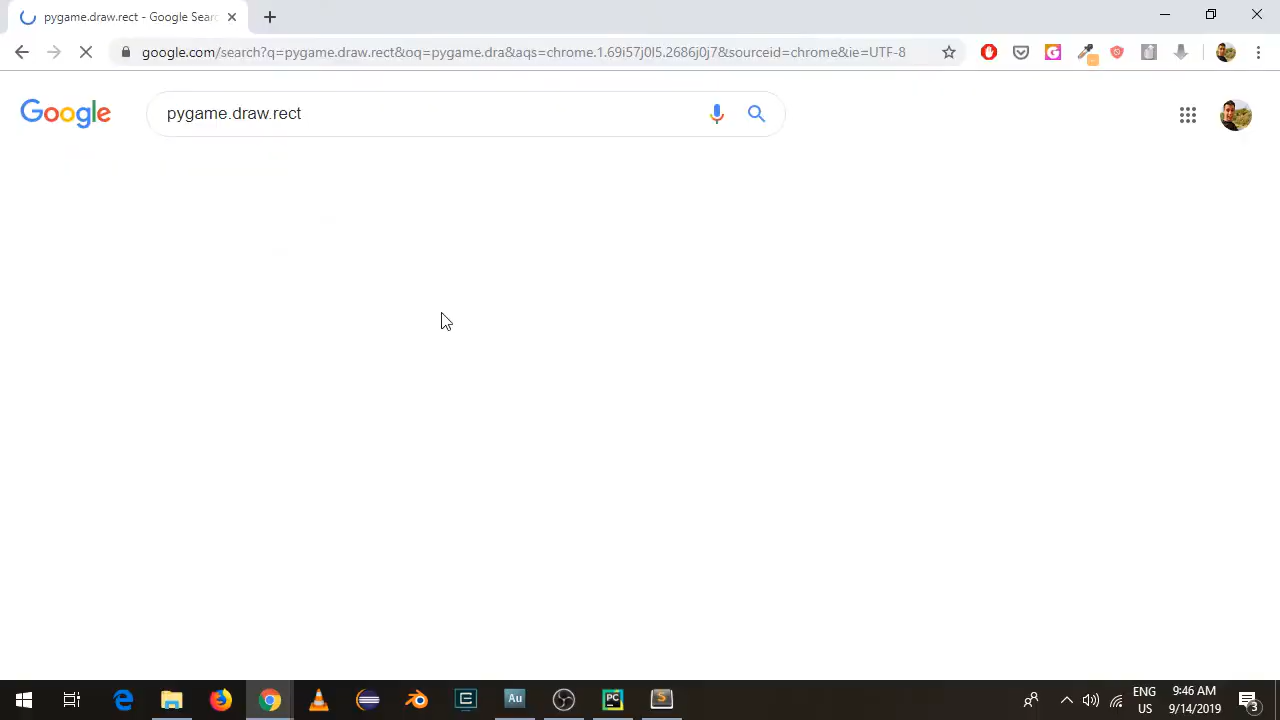 pygame.draw.rect - Google Searc
google.com/search?q=pygame.draw.rect&oq=pygame.dra&aqs=chrome.1.69i57j0l5.2686j0j7&sourceid=chrome&ie=UTF-8
Google
pygame.draw.rect
ENG
US
9:46 AM
9/14/2019
3